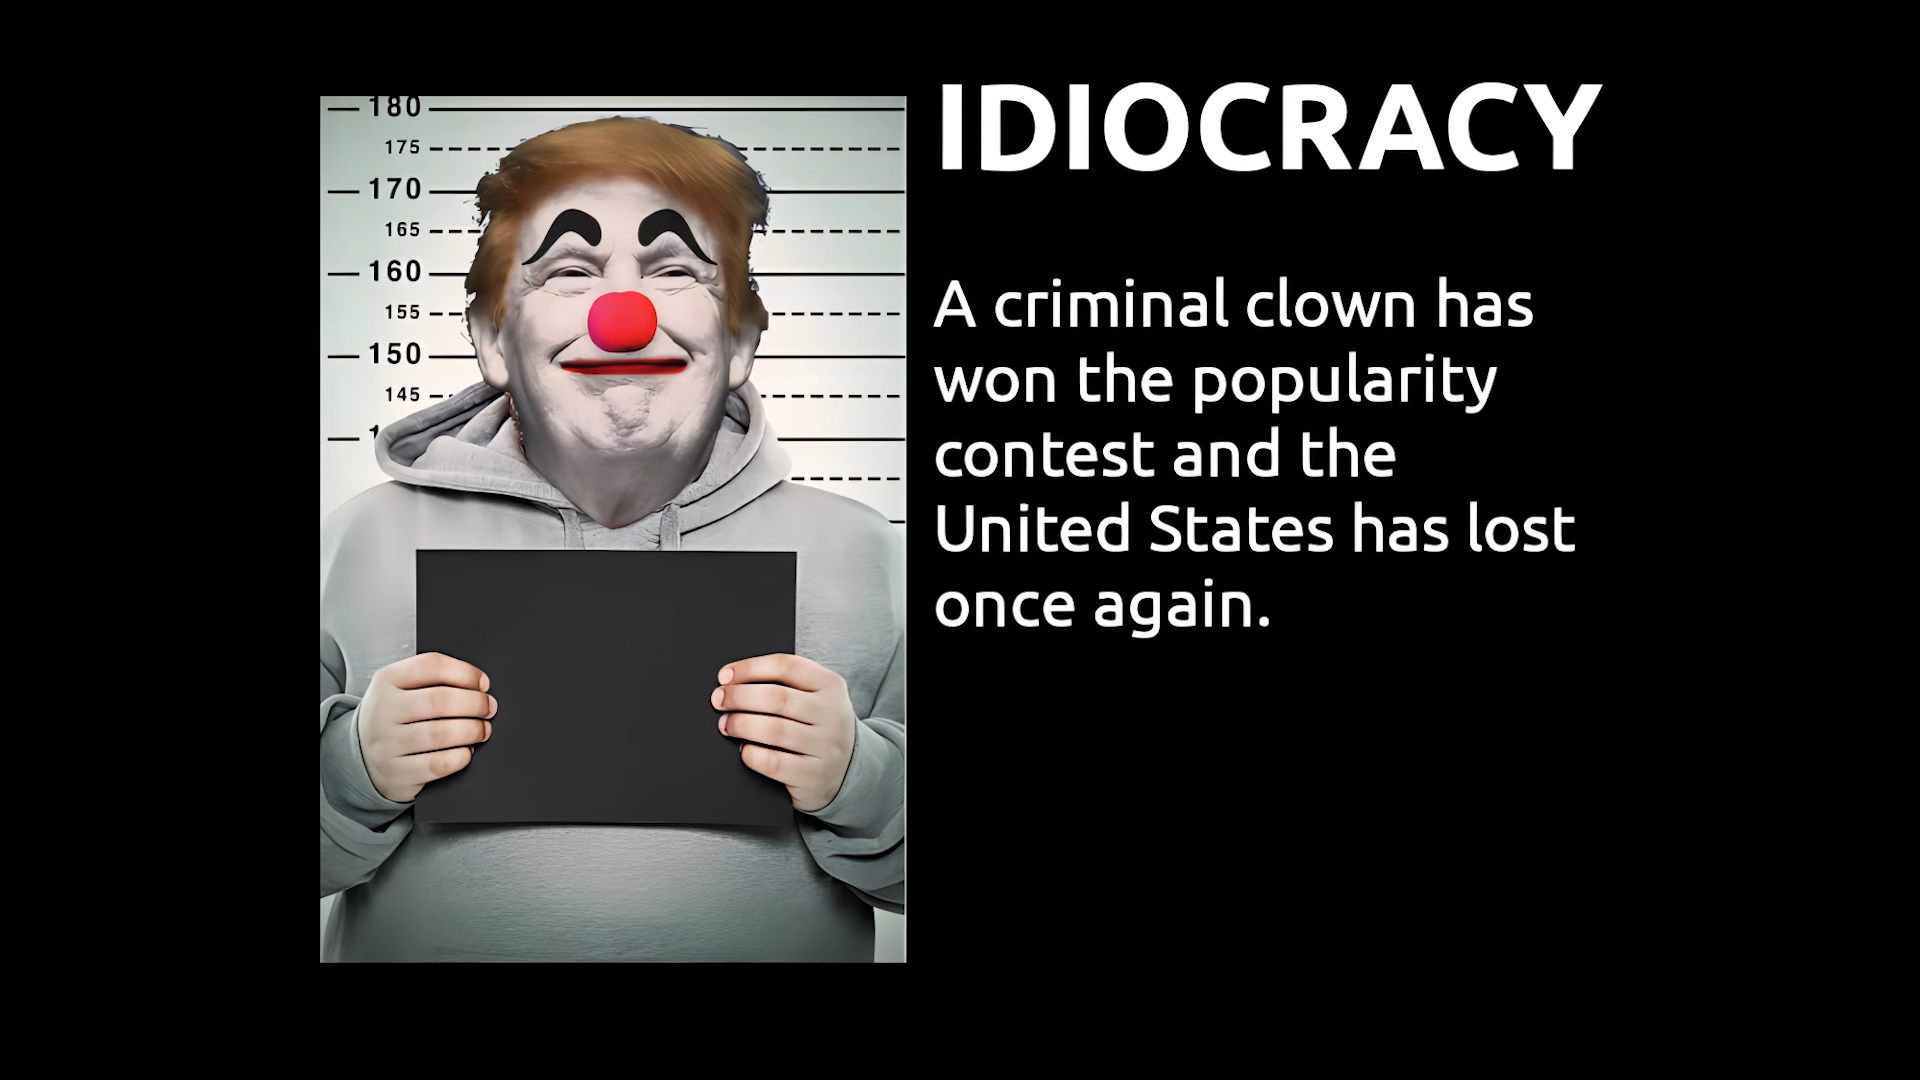 180
175
170
165
160
155
150
145
IDIOCRACY
A criminal clown has
won the popularity
contest and the
United States has lost
once again.